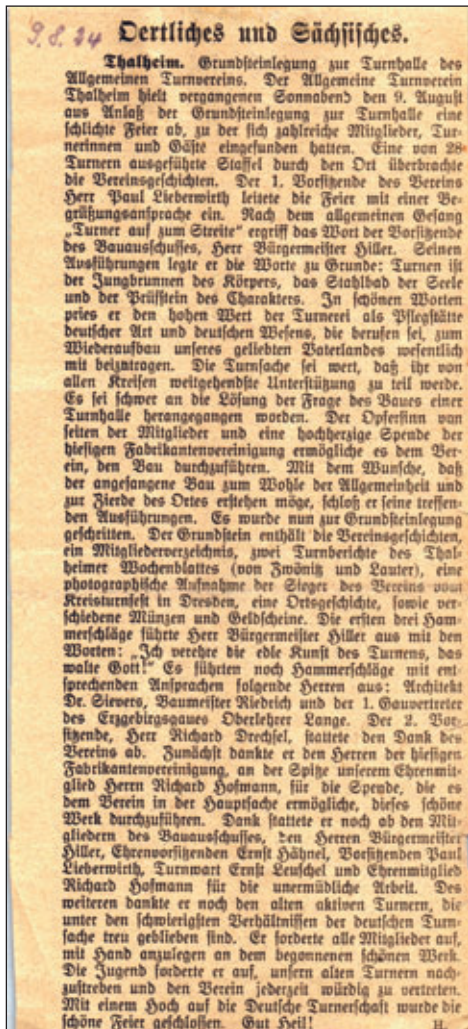 9. 8. 24
Oertliches und Sächsisches.
Thalheim. Grundsteinlegung zur Turnhalle des
Allgemeinen Turnvereins. Der Allgemeine Turnverein
Thalheim hielt vergangenen Sonnabend den 9. August
aus Anlaß der Grundsteinlegung zur Turnhalle eine
schlichte Feier ab, zu der sich zahlreiche Mitglieder, Tur-
nerinnen und Gäste eingefunden hatten. Eine von 28
Turnern ausgeführte Staffel durch den Ort überbrachte
die Vereinsgeschichten. Der 1. Vorsitzende des Vereins
Herr Paul Lieberwirth leitete die Feier mit einer Be-
grüßungsansprache ein. Nach dem allgemeinen Gesang
„Turner auf zum Streite" ergriff das Wort der Vorsitzende
des Bauausschusses, Herr Bürgermeister Hiller. Seinen
Ausführungen legte er die Worte zu Grunde: Turnen ist
der Jungbrunnen des Körpers, das Stahlbad der Seele
und der Prüfstein des Charakters. In schönen Worten
pries er den hohen Wert der Turnerei als Pflegstätte
deutscher Art und deutschen Wesens, die berufen sei, zum
Wiederaufbau unseres geliebten Vaterlandes wesentlich
mit beizutragen. Die Turnsache sei wert, daß ihr von
allen Kreisen weitgehendste Unterstützung zu teil werde.
Es sei schwer an die Lösung der Frage des Baues einer
Turnhalle herangegangen worden. Der Opfersinn von
seiten der Mitglieder und eine hochherzige Spende der
hiesigen Fabrikantenvereinigung ermögliche es dem Ver-
ein, den Bau durchzuführen. Mit dem Wunsche, daß
der angefangene Bau zum Wohle der Allgemeinheit und
zur Zierde des Ortes erstehen möge, schloß er seine treffen-
den Ausführungen. Es wurde nun zur Grundsteinlegung
geschritten. Der Grundstein enthält die Vereinsgeschichten,
ein Mitgliederverzeichnis, zwei Turnberichte des Thal-
heimer Wochenblattes (von Zwönitz und Lauter), eine
photographische Aufnahme der Sieger des Vereins vom
Kreisturnfest in Dresden, eine Ortsgeschichte, sowie ver-
schiedene Münzen und Geldscheine. Die ersten drei Ham-
merschläge führte Herr Bürgermeister Hiller aus mit den
Worten: „Ich verehre die edle Kunst des Turnens, das
walte Gott!" Es führten noch Hammerschläge mit ent-
sprechenden Ansprachen folgende Herren aus: Architekt
Dr. Sievers, Baumeister Riedrich und der 1. Gauvertreter
des Erzgebirgsgaues Oberlehrer Lange. Der 2. Vor-
sitzende, Herr Richard Drechsel, stattete den Dank des
Vereins ab. Zunächst dankte er den Herren der hiesigen
Fabrikantenvereinigung, an der Spitze unserem Ehrenmit-
glied Herrn Richard Hofmann, für die Spende, die es
dem Verein in der Hauptsache ermögliche, dieses schöne
Werk durchzuführen. Dank stattete er noch ab den Mit-
gliedern des Bauausschusses, den Herren Bürgermeister
Hiller, Ehrenvorsitzenden Ernst Hähnel, Vorsitzenden Paul
Lieberwirth, Turnwart Ernst Leuschel und Ehrenmitglied
Richard Hofmann für die unermüdliche Arbeit. Des
weiteren dankte er noch den alten aktiven Turnern, die
unter den schwierigsten Verhältnissen der deutschen Turn-
sache treu geblieben sind. Er forderte alle Mitglieder auf,
mit Hand anzulegen an dem begonnenen schönen Werk.
Die Jugend forderte er auf, unsern alten Turnern nach-
zustreben und den Verein jederzeit würdig zu vertreten.
Mit einem Hoch auf die Deutsche Turnerschaft wurde die
schöne Feier geschlossen. Gut Heil! H.